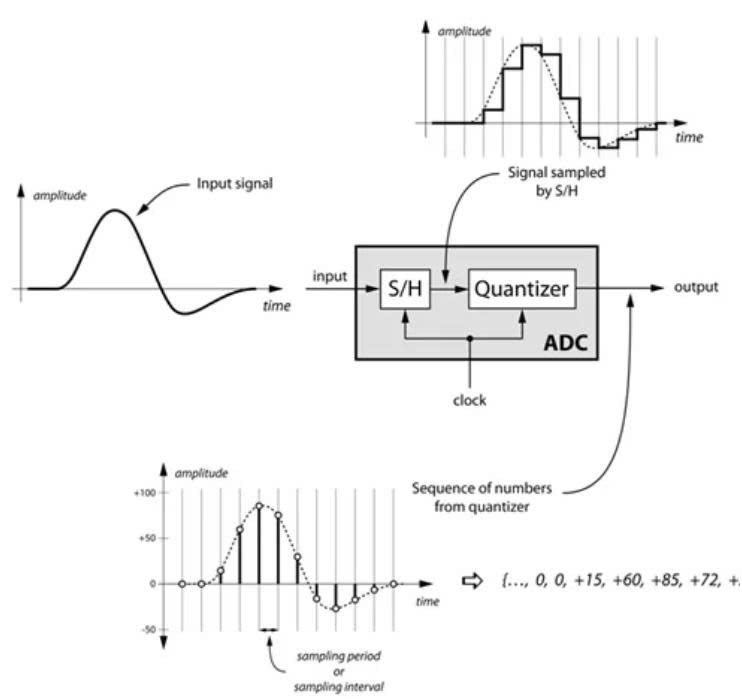 amplitude
time
Signal sampled
by S/H
Input signal
amplitude
time
input
S/H
Quantizer
output
ADC
clock
amplitude
+100
+50
0
-50
time
sampling period
or
sampling interval
Sequence of numbers
from quantizer
{..., 0, 0, +15, +60, +85, +72, +